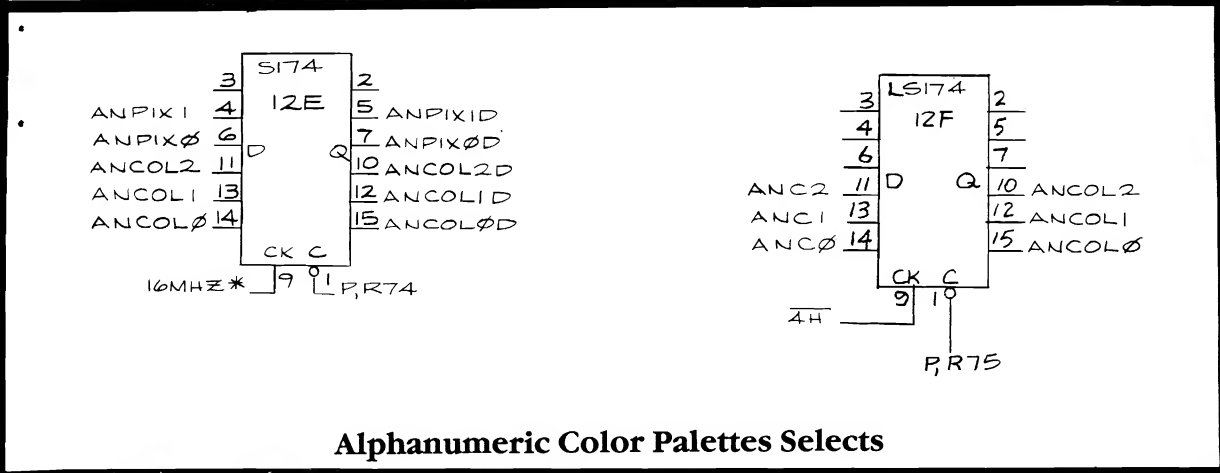 S174
12E
3 2
ANPIX1 4 5 ANPIX1D
ANPIXØ 6 7 ANPIXØD
D Q
ANCOL2 11 10 ANCOL2D
ANCOL1 13 12 ANCOL1D
ANCOLØ 14 15 ANCOLØD
CK C
16MHZ* 9 1 P,R74
LS174
12F
3 2
4 5
6 7
D Q
ANC2 11 10 ANCOL2
ANC1 13 12 ANCOL1
ANCØ 14 15 ANCOLØ
CK C
9 1
4H
P,R75
Alphanumeric Color Palettes Selects